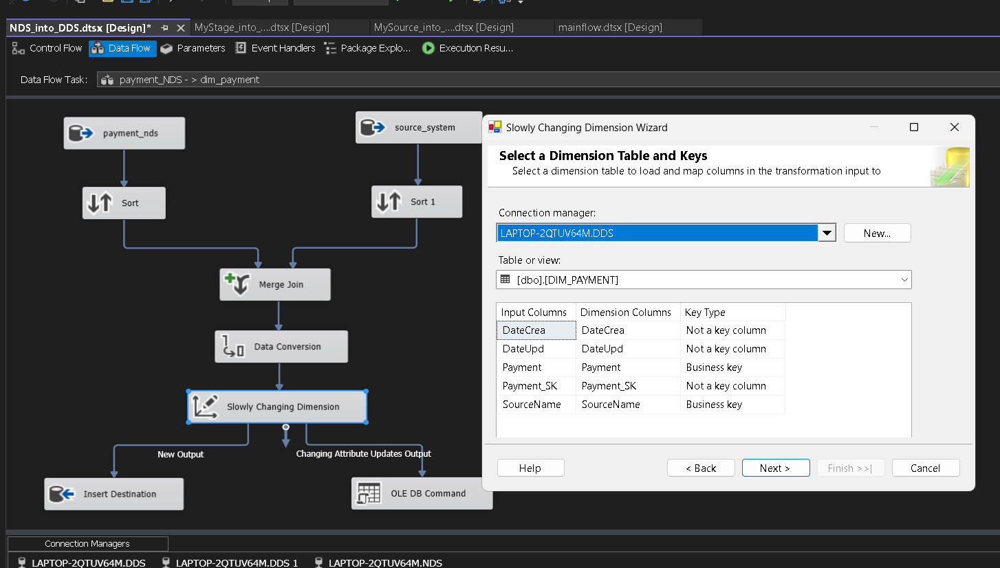 NDS_into_DDS.dtsx [Design]*
MyStage_into_....dtsx [Design]
MySource_into_....dtsx [Design]
mainflow.dtsx [Design]
Control Flow
Data Flow
Parameters
Event Handlers
Package Explo...
Execution Resu...
Data Flow Task:
payment_NDS - > dim_payment
payment_nds
source_system
Sort
Sort 1
Merge Join
Data Conversion
Slowly Changing Dimension
New Output
Changing Attribute Updates Output
Insert Destination
OLE DB Command
Slowly Changing Dimension Wizard
Select a Dimension Table and Keys
Select a dimension table to load and map columns in the transformation input to
Connection manager:
LAPTOP-2QTUV64M.DDS
New...
Table or view:
[dbo].[DIM_PAYMENT]
Input Columns Dimension Columns Key Type
DateCrea DateCrea Not a key column
DateUpd DateUpd Not a key column
Payment Payment Business key
Payment_SK Payment_SK Not a key column
SourceName SourceName Business key
Help
< Back
Next >
Finish >>|
Cancel
Connection Managers
LAPTOP-2QTUV64M.DDS
LAPTOP-2QTUV64M.DDS 1
LAPTOP-2QTUV64M.NDS